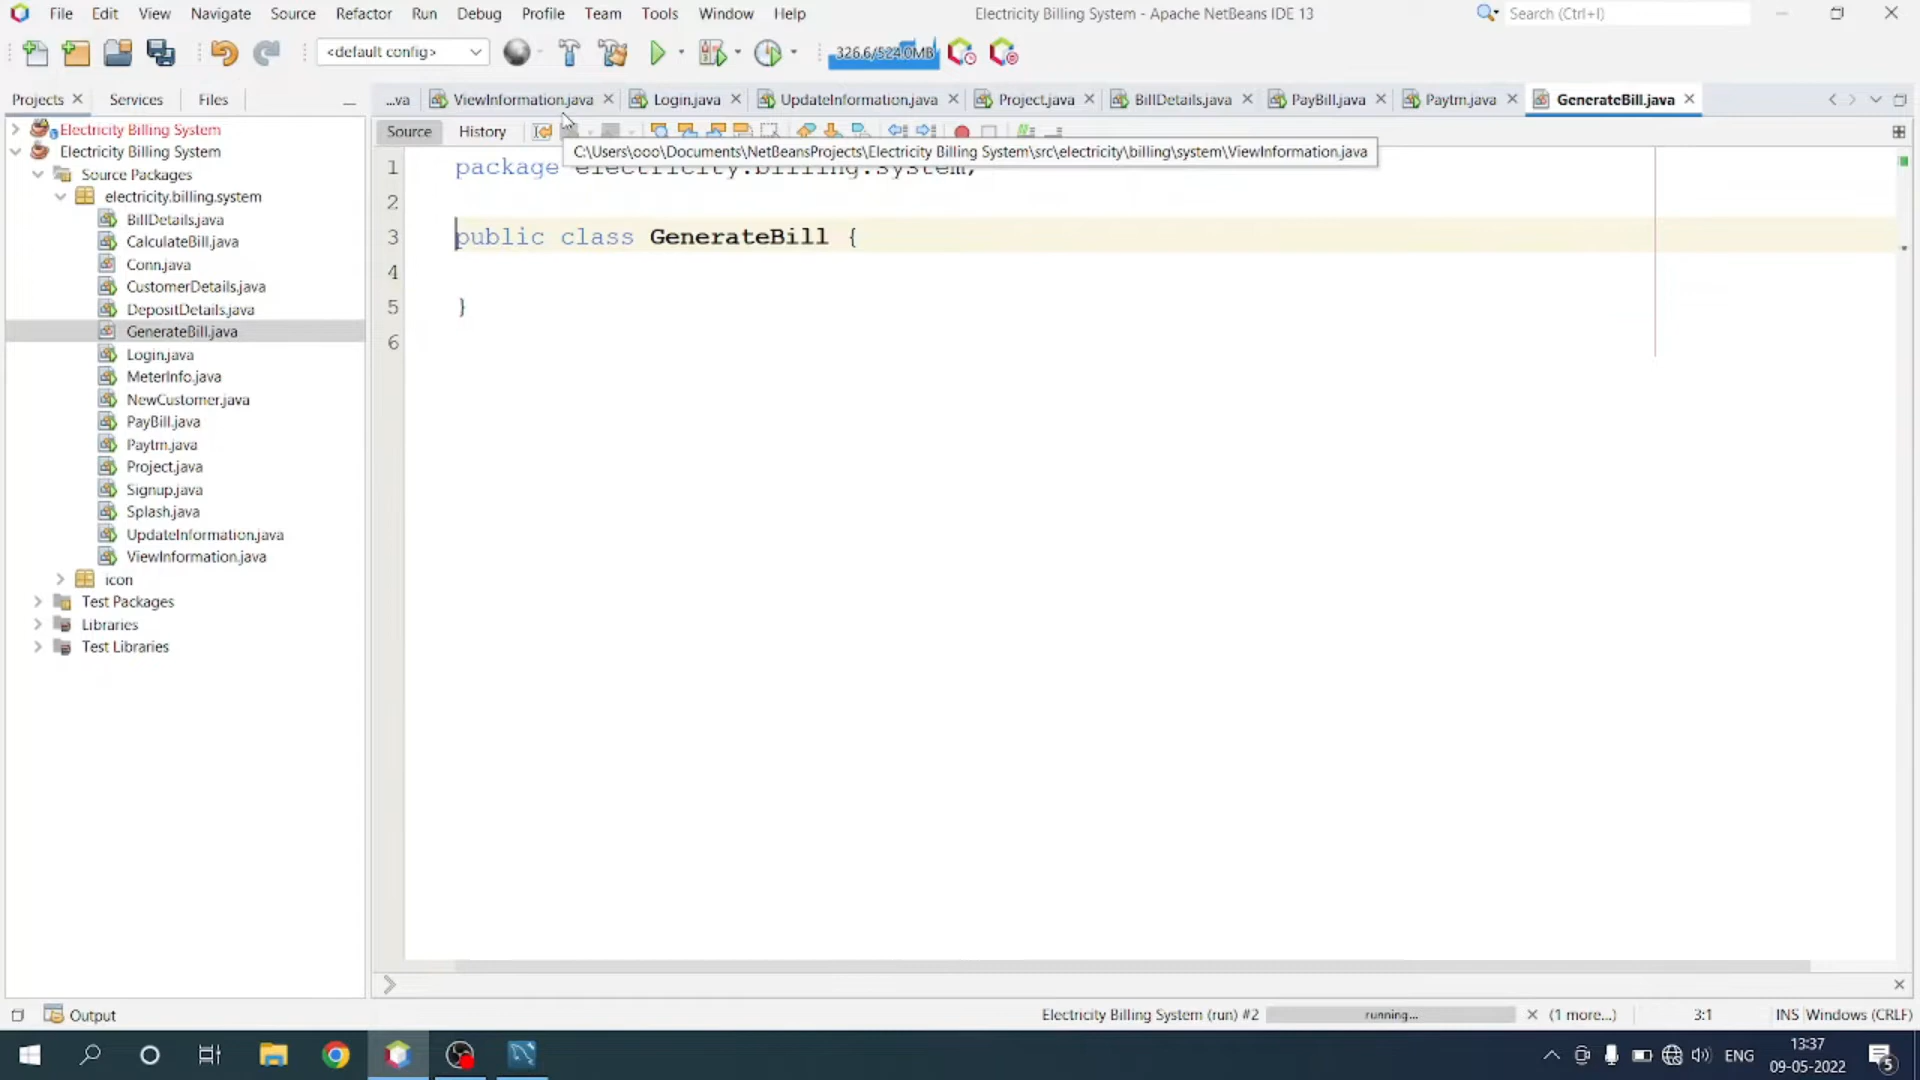 File Edit View Navigate Source Refactor Run Debug Profile Team Tools Window Help
Electricity Billing System - Apache NetBeans IDE 13
Search (Ctrl+I)
<default config>
326.6/524.0MB
Projects Services Files
...va ViewInformation.java Login.java UpdateInformation.java Project.java BillDetails.java PayBill.java Paytm.java GenerateBill.java
Source History
C:\Users\ooo\Documents\NetBeansProjects\Electricity Billing System\src\electricity\billing\system\ViewInformation.java
Electricity Billing System
Electricity Billing System
Source Packages
electricity.billing.system
BillDetails.java
CalculateBill.java
Conn.java
CustomerDetails.java
DepositDetails.java
GenerateBill.java
Login.java
MeterInfo.java
NewCustomer.java
PayBill.java
Paytm.java
Project.java
Signup.java
Splash.java
UpdateInformation.java
ViewInformation.java
icon
Test Packages
Libraries
Test Libraries
1 package electricity.billing.system;
2
3 public class GenerateBill {
4
5 }
6
Output
Electricity Billing System (run) #2 running... (1 more...) 3:1 INS Windows (CRLF)
ENG
13:37
09-05-2022
5